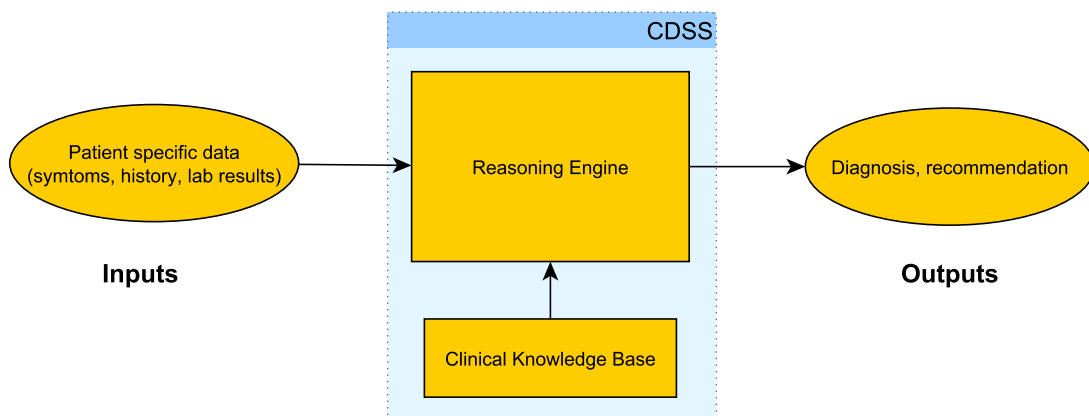 CDSS
Patient specific data
(symtoms, history, lab results)
Reasoning Engine
Diagnosis, recommendation
Inputs
Outputs
Clinical Knowledge Base